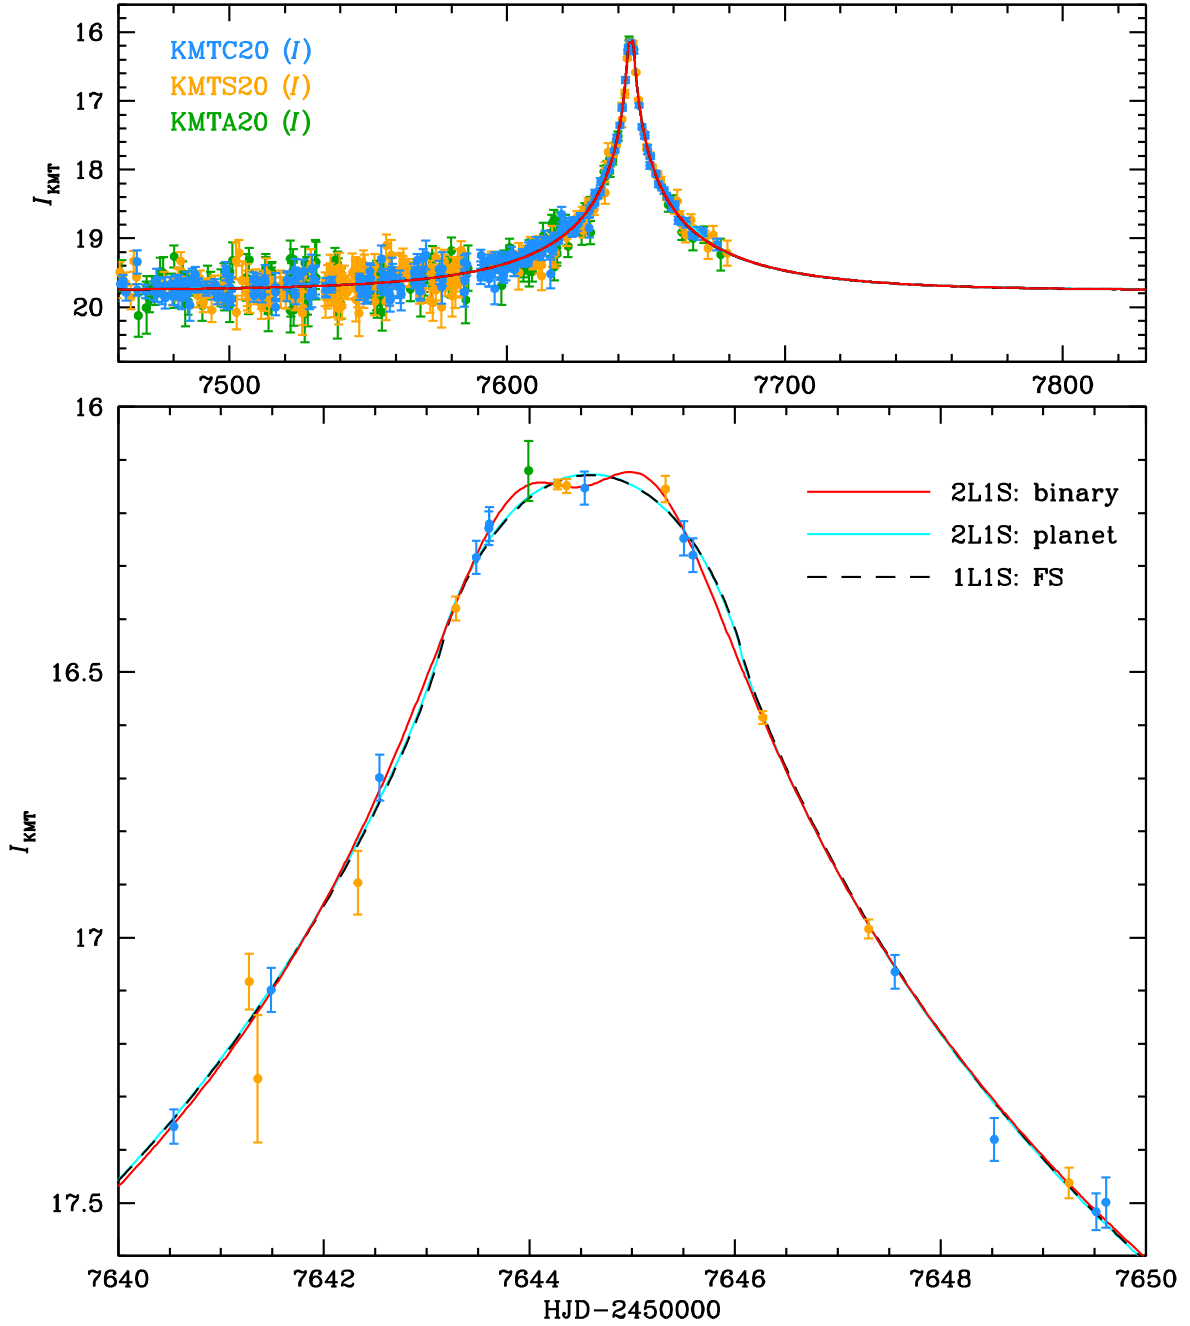 16
17
18
19
20
I_KMT
KMTC20 (I)
KMTS20 (I)
KMTA20 (I)
7500 7600 7700 7800
16
16.5
17
17.5
I_KMT
2L1S: binary
2L1S: planet
1L1S: FS
7640 7642 7644 7646 7648 7650
HJD−2450000